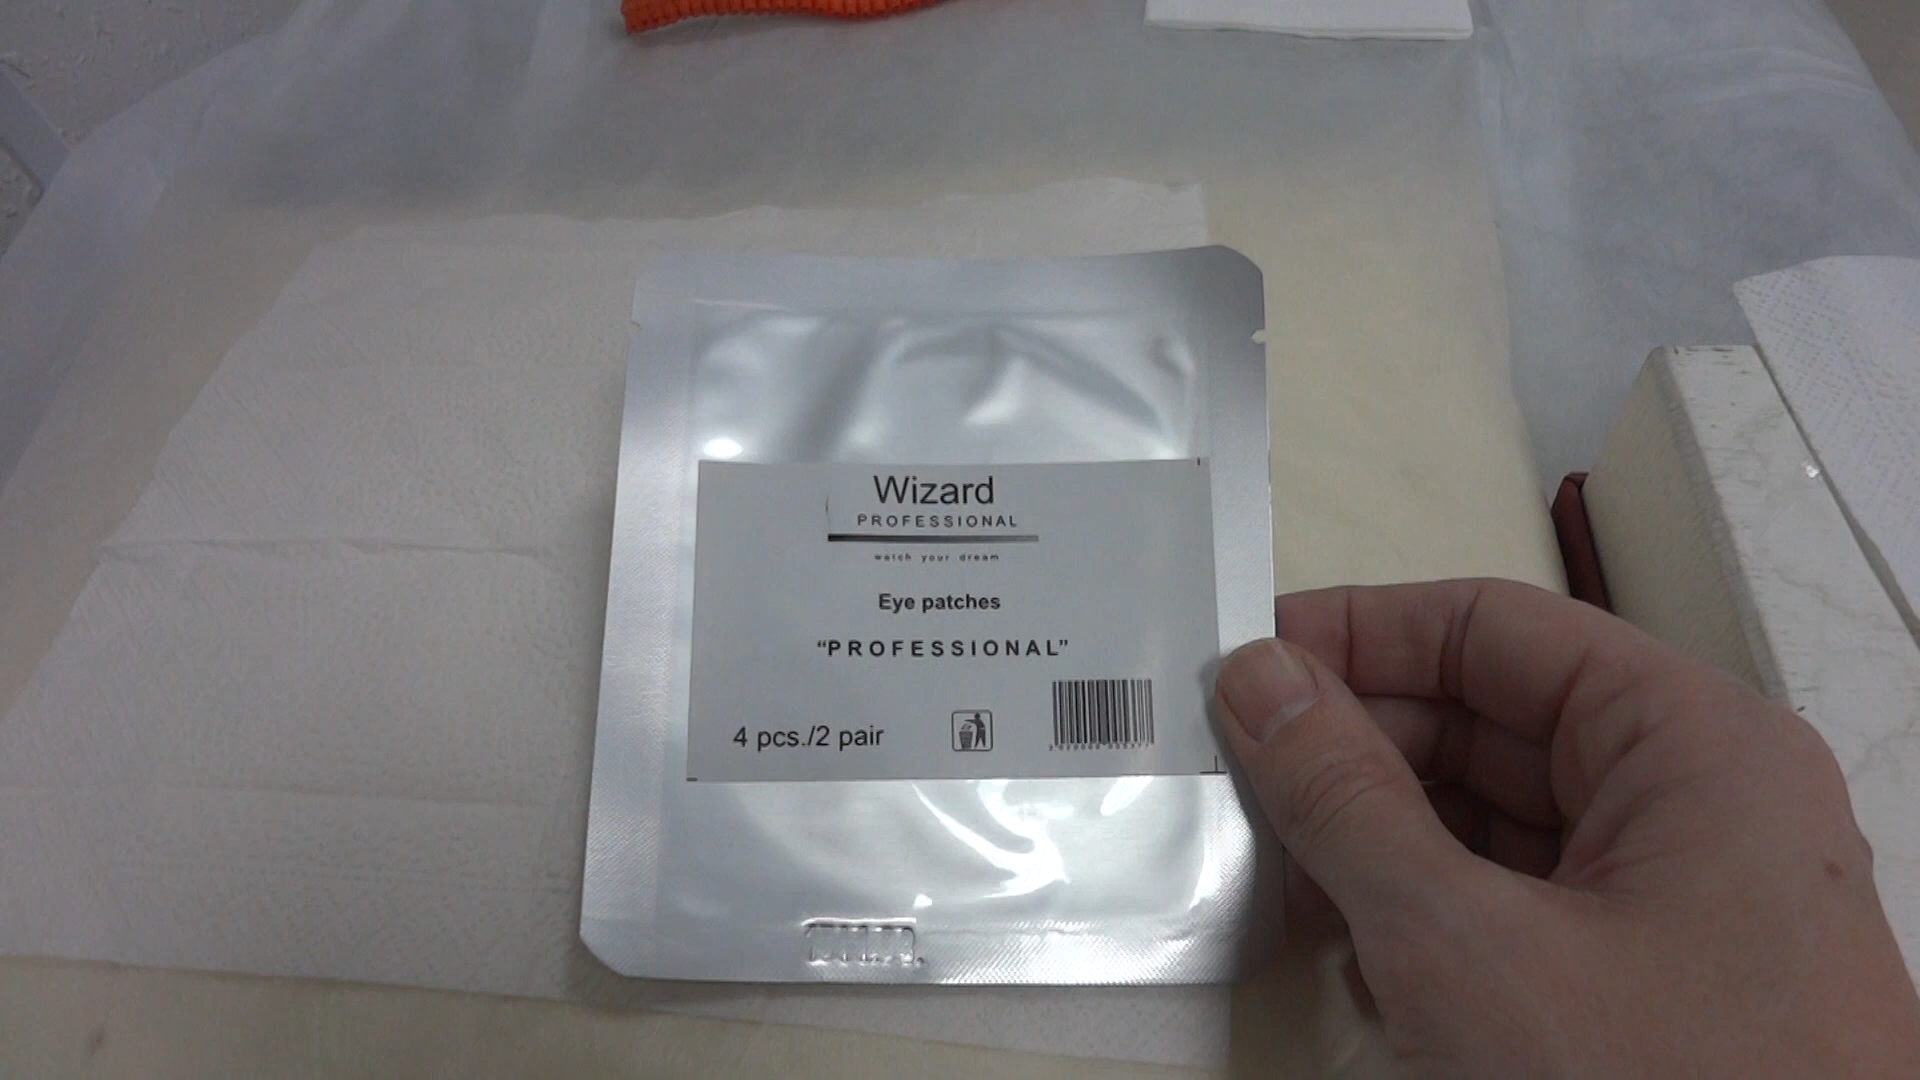 Wizard
PROFESSIONAL
watch your dream
Eye patches
“PROFESSIONAL”
4 pcs./2 pair